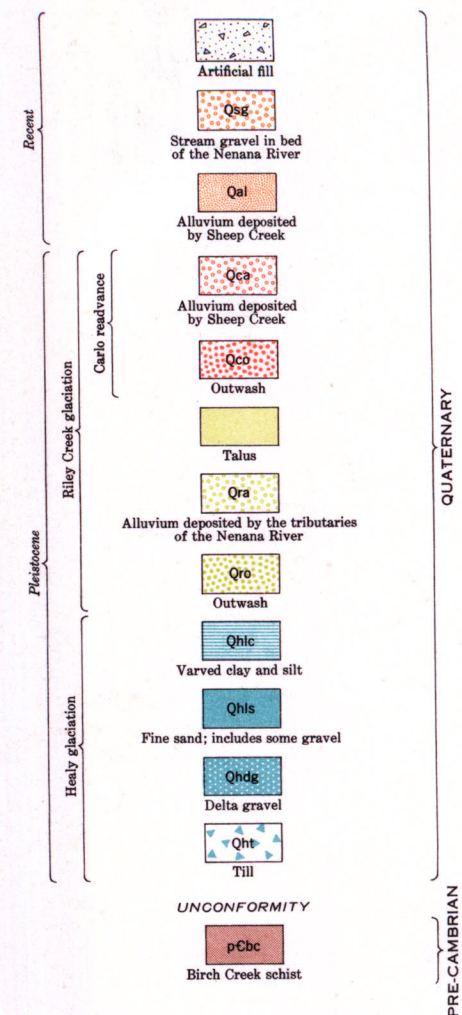 Artificial fill
Recent
Qsg
Stream gravel in bed
of the Nenana River
Qal
Alluvium deposited
by Sheep Creek
Qca
Alluvium deposited
by Sheep Creek
Carlo readvance
Qco
Outwash
Talus
Riley Creek glaciation
QUATERNARY
Qra
Alluvium deposited by the tributaries
of the Nenana River
Pleistocene
Qro
Outwash
Qhlc
Varved clay and silt
Qhls
Fine sand; includes some gravel
Healy glaciation
Qhdg
Delta gravel
Qht
Till
UNCONFORMITY
p€bc
Birch Creek schist
PRE-CAMBRIAN